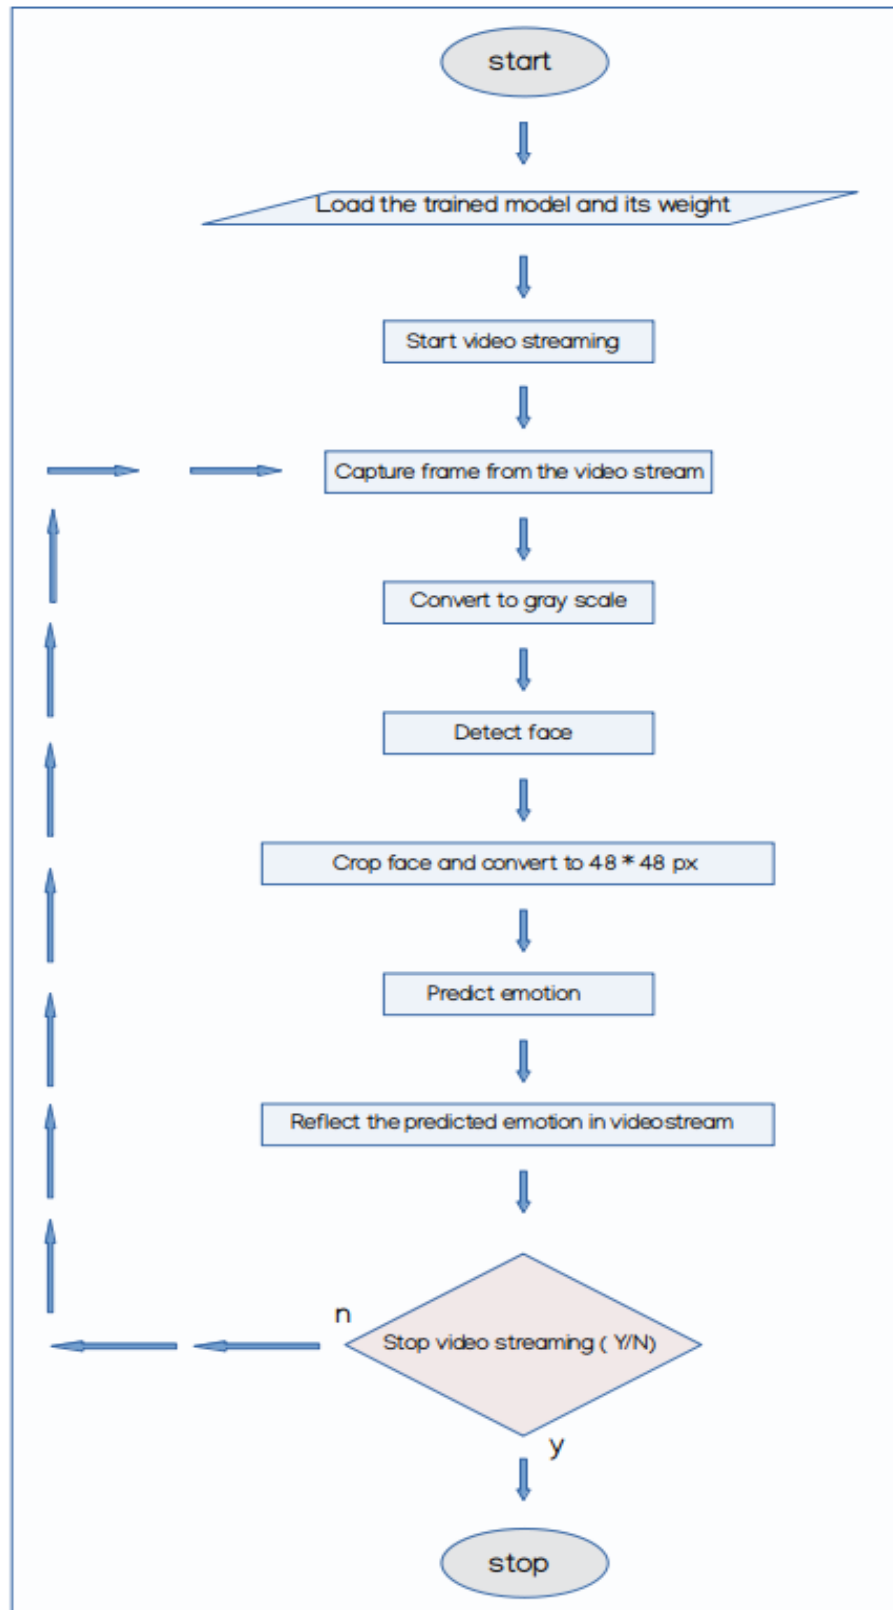 start
Load the trained model and its weight
Start video streaming
Capture frame from the video stream
Convert to gray scale
Detect face
Crop face and convert to 48 * 48 px
Predict emotion
Reflect the predicted emotion in videostream
n
Stop video streaming ( Y/N)
y
stop